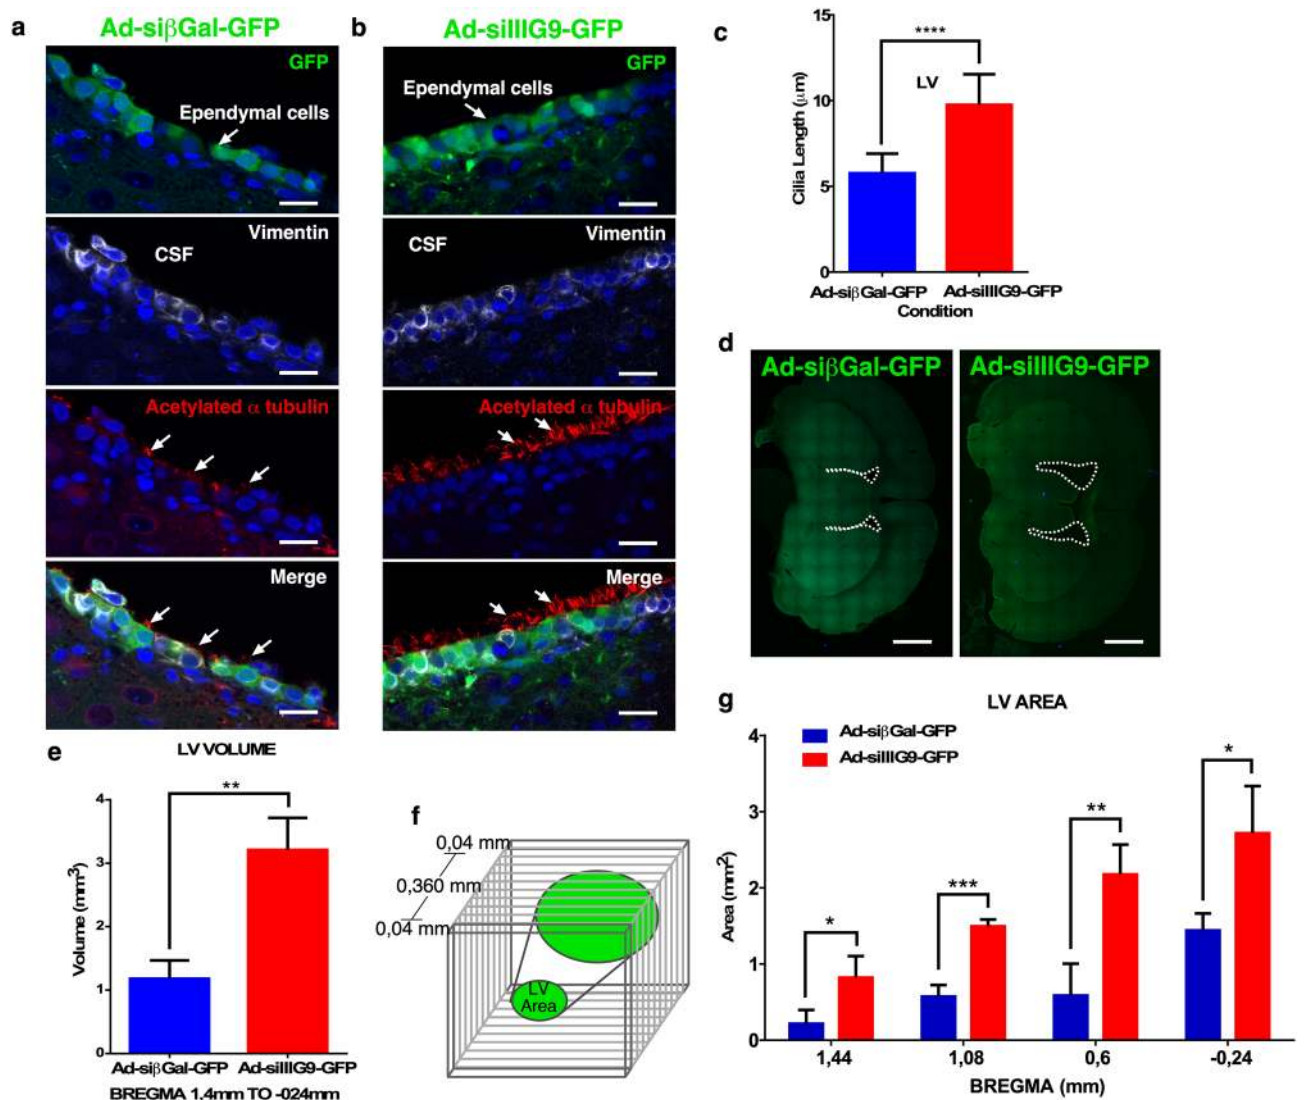 a
Ad-siβGal-GFP
GFP
Ependymal cells
CSF
Vimentin
Acetylated α tubulin
Merge
b
Ad-siIIIG9-GFP
GFP
Ependymal cells
CSF
Vimentin
Acetylated α tubulin
Merge
c
15
10
5
0
Cilia Length (μm)
****
LV
Ad-siβGal-GFP
Ad-siIIIG9-GFP
Condition
d
Ad-siβGal-GFP
Ad-siIIIG9-GFP
e
LV VOLUME
4
3
2
1
0
Volume (mm³)
**
Ad-siβGal-GFP
Ad-siIIIG9-GFP
BREGMA 1,4mm TO -024mm
f
0,04 mm
0,360 mm
0,04 mm
LV
Area
g
LV AREA
Ad-siβGal-GFP
Ad-siIIIG9-GFP
4
3
2
1
0
Area (mm²)
*
***
**
*
1,44
1,08
0,6
-0,24
BREGMA (mm)